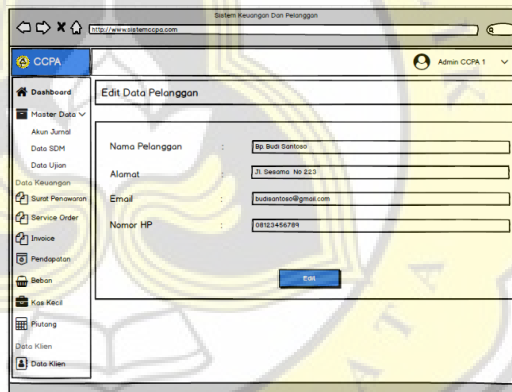 Sistem Keuangan Dan Pelanggan
http://www.sistemccpa.com
CCPA
Admin CCPA 1
Dashboard
Master Data
Akun Jurnal
Data SDM
Data Ujian
Data Keuangan
Surat Penawaran
Service Order
Invoice
Pendapatan
Beban
Kas Kecil
Piutang
Data Klien
Data Klien
Edit Data Pelanggan
Nama Pelanggan : Bp. Budi Santoso
Alamat : Jl. Sesama No 223
Email : budisantoso@gmail.com
Nomor HP : 08123456789
Edit